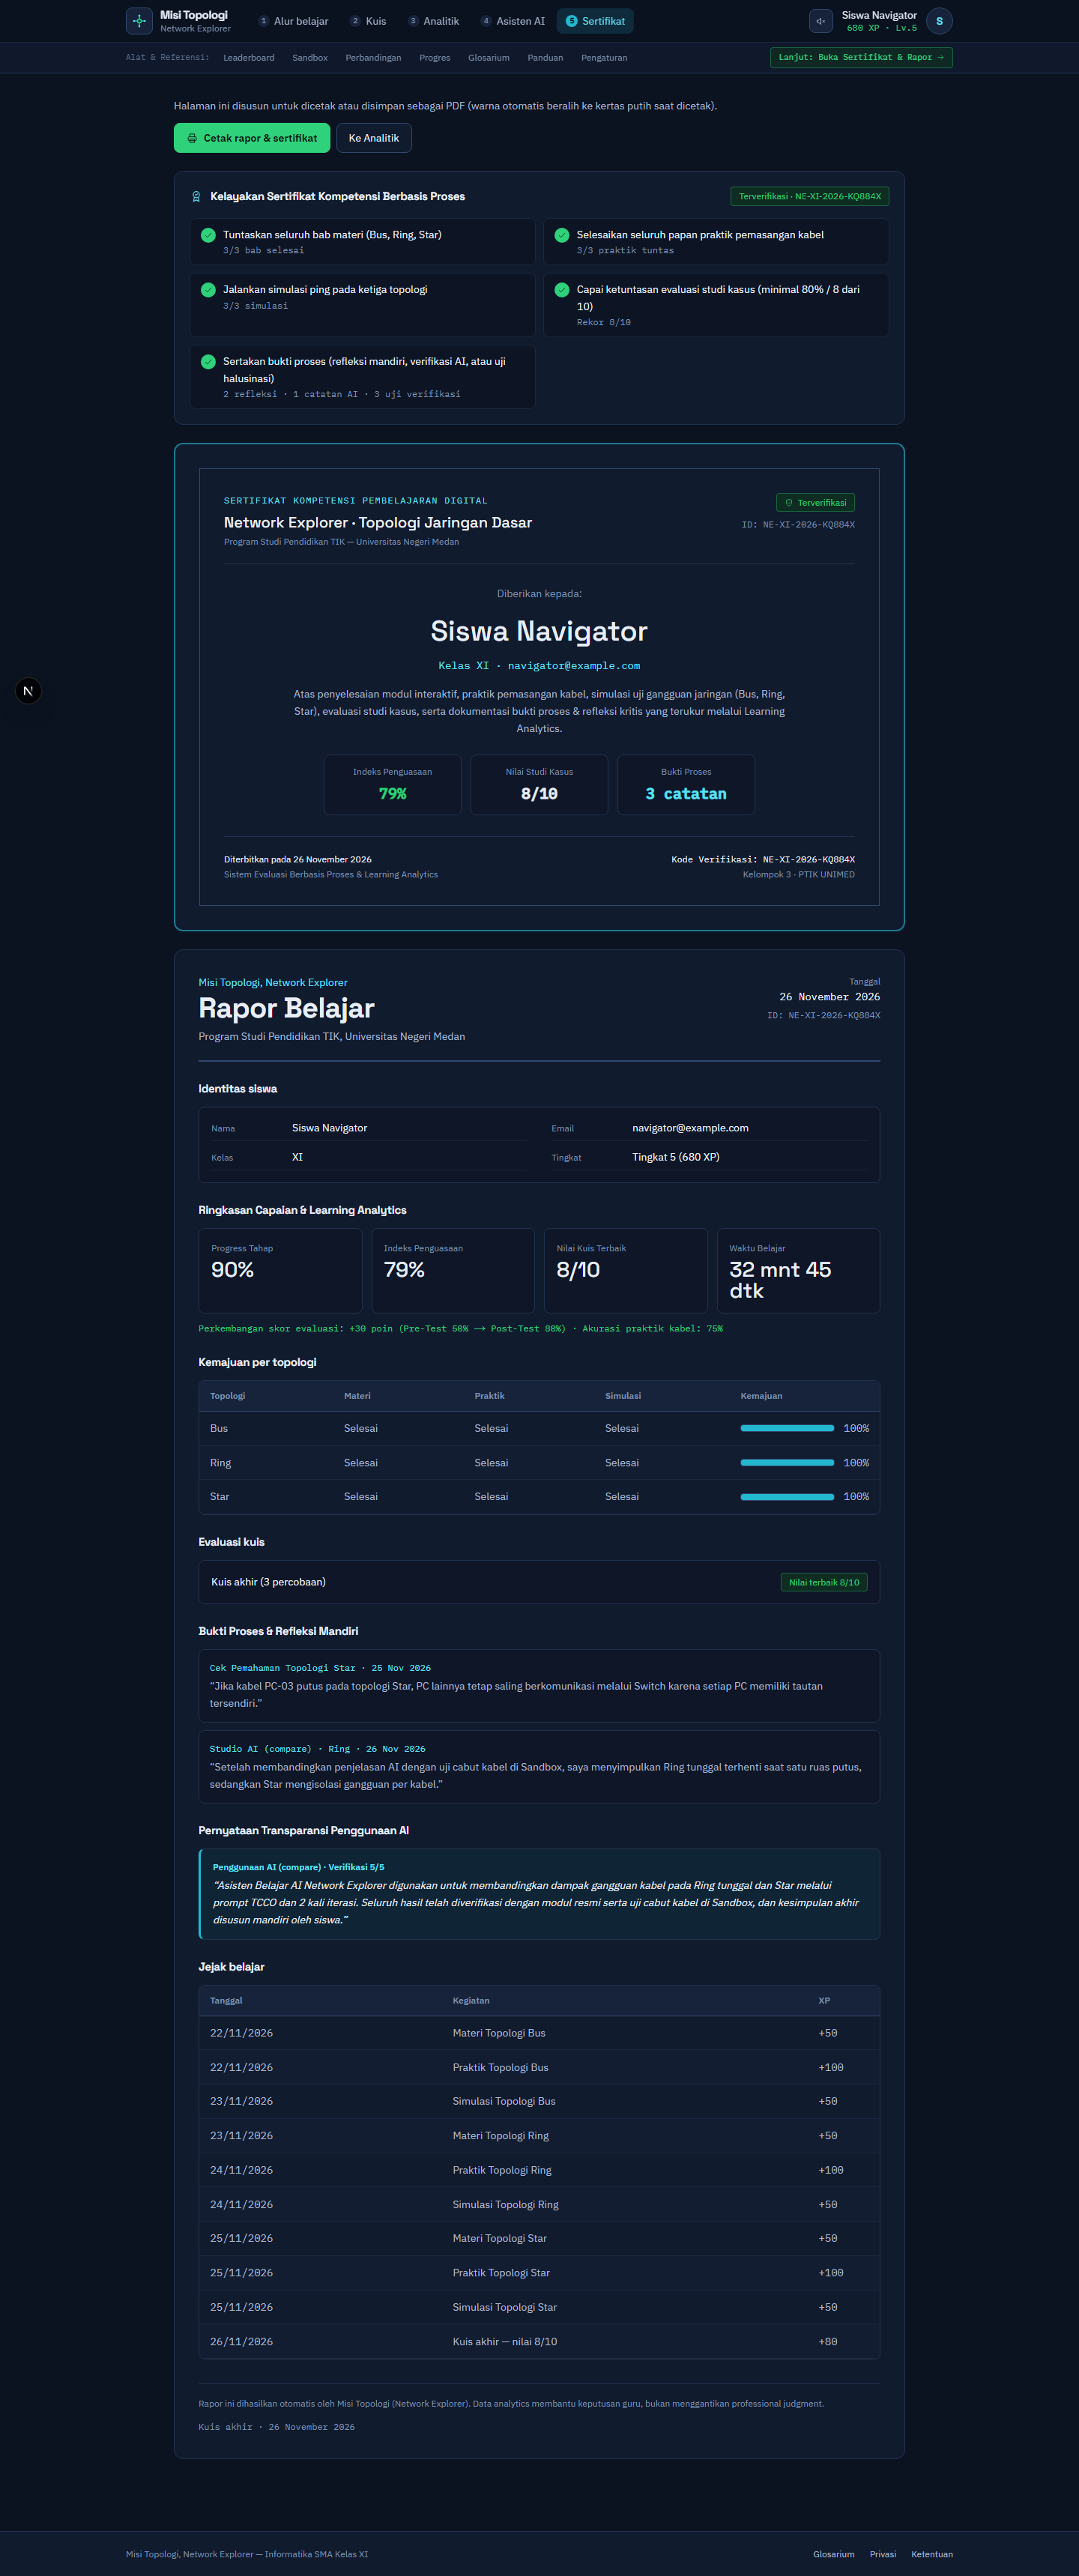 Misi Topologi
Network Explorer
1 Alur belajar
2 Kuis
3 Analitik
4 Asisten AI
5 Sertifikat
Siswa Navigator
680 XP · Lv.5
S
Alat & Referensi:
Leaderboard
Sandbox
Perbandingan
Progres
Glosarium
Panduan
Pengaturan
Lanjut: Buka Sertifikat & Rapor →
Halaman ini disusun untuk dicetak atau disimpan sebagai PDF (warna otomatis beralih ke kertas putih saat dicetak).
Cetak rapor & sertifikat
Ke Analitik
Kelayakan Sertifikat Kompetensi Berbasis Proses
Terverifikasi · NE-XI-2026-KQ884X
Tuntaskan seluruh bab materi (Bus, Ring, Star)
3/3 bab selesai
Selesaikan seluruh papan praktik pemasangan kabel
3/3 praktik tuntas
Jalankan simulasi ping pada ketiga topologi
3/3 simulasi
Capai ketuntasan evaluasi studi kasus (minimal 80% / 8 dari
10)
Rekor 8/10
Sertakan bukti proses (refleksi mandiri, verifikasi AI, atau uji
halusinasi)
2 refleksi · 1 catatan AI · 3 uji verifikasi
SERTIFIKAT KOMPETENSI PEMBELAJARAN DIGITAL
Network Explorer · Topologi Jaringan Dasar
Program Studi Pendidikan TIK — Universitas Negeri Medan
Terverifikasi
ID: NE-XI-2026-KQ884X
Diberikan kepada:
Siswa Navigator
Kelas XI · navigator@example.com
Atas penyelesaian modul interaktif, praktik pemasangan kabel, simulasi uji gangguan jaringan (Bus, Ring,
Star), evaluasi studi kasus, serta dokumentasi bukti proses & refleksi kritis yang terukur melalui Learning
Analytics.
Indeks Penguasaan
79%
Nilai Studi Kasus
8/10
Bukti Proses
3 catatan
Diterbitkan pada 26 November 2026
Sistem Evaluasi Berbasis Proses & Learning Analytics
Kode Verifikasi: NE-XI-2026-KQ884X
Kelompok 3 · PTIK UNIMED
N
Misi Topologi, Network Explorer
Rapor Belajar
Program Studi Pendidikan TIK, Universitas Negeri Medan
Tanggal
26 November 2026
ID: NE-XI-2026-KQ884X
Identitas siswa
Nama Siswa Navigator
Email navigator@example.com
Kelas XI
Tingkat Tingkat 5 (680 XP)
Ringkasan Capaian & Learning Analytics
Progress Tahap
90%
Indeks Penguasaan
79%
Nilai Kuis Terbaik
8/10
Waktu Belajar
32 mnt 45
dtk
Perkembangan skor evaluasi: +30 poin (Pre-Test 50% ⟶ Post-Test 80%) · Akurasi praktik kabel: 75%
Kemajuan per topologi
Topologi Materi Praktik Simulasi Kemajuan
Bus Selesai Selesai Selesai 100%
Ring Selesai Selesai Selesai 100%
Star Selesai Selesai Selesai 100%
Evaluasi kuis
Kuis akhir (3 percobaan)
Nilai terbaik 8/10
Bukti Proses & Refleksi Mandiri
Cek Pemahaman Topologi Star · 25 Nov 2026
“Jika kabel PC-03 putus pada topologi Star, PC lainnya tetap saling berkomunikasi melalui Switch karena setiap PC memiliki tautan
tersendiri.”
Studio AI (compare) · Ring · 26 Nov 2026
“Setelah membandingkan penjelasan AI dengan uji cabut kabel di Sandbox, saya menyimpulkan Ring tunggal terhenti saat satu ruas putus,
sedangkan Star mengisolasi gangguan per kabel.”
Pernyataan Transparansi Penggunaan AI
Penggunaan AI (compare) · Verifikasi 5/5
“Asisten Belajar AI Network Explorer digunakan untuk membandingkan dampak gangguan kabel pada Ring tunggal dan Star melalui
prompt TCCO dan 2 kali iterasi. Seluruh hasil telah diverifikasi dengan modul resmi serta uji cabut kabel di Sandbox, dan kesimpulan akhir
disusun mandiri oleh siswa.”
Jejak belajar
Tanggal Kegiatan XP
22/11/2026 Materi Topologi Bus +50
22/11/2026 Praktik Topologi Bus +100
23/11/2026 Simulasi Topologi Bus +50
23/11/2026 Materi Topologi Ring +50
24/11/2026 Praktik Topologi Ring +100
24/11/2026 Simulasi Topologi Ring +50
25/11/2026 Materi Topologi Star +50
25/11/2026 Praktik Topologi Star +100
25/11/2026 Simulasi Topologi Star +50
26/11/2026 Kuis akhir — nilai 8/10 +80
Rapor ini dihasilkan otomatis oleh Misi Topologi (Network Explorer). Data analytics membantu keputusan guru, bukan menggantikan professional judgment.
Kuis akhir · 26 November 2026
Misi Topologi, Network Explorer — Informatika SMA Kelas XI
Glosarium
Privasi
Ketentuan